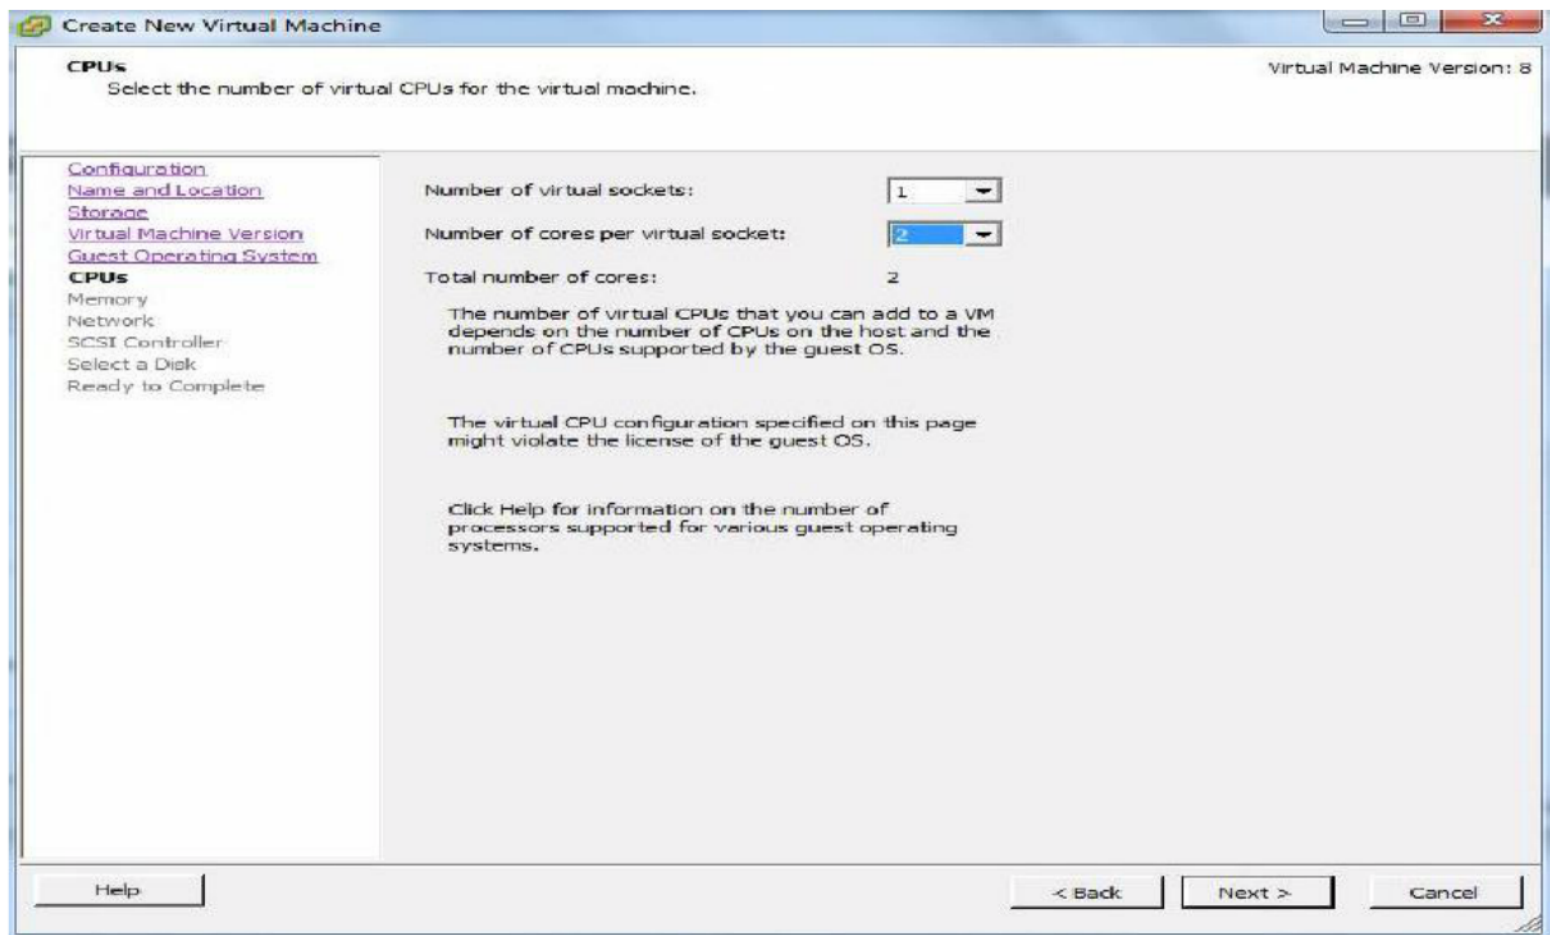 Create New Virtual Machine
CPUs
Virtual Machine Version: 8
Select the number of virtual CPUs for the virtual machine.
Configuration
Name and Location
Storage
Virtual Machine Version
Guest Operating System
CPUs
Memory
Network
SCSI Controller
Select a Disk
Ready to Complete
Number of virtual sockets: 1
Number of cores per virtual socket: 2
Total number of cores: 2
The number of virtual CPUs that you can add to a VM
depends on the number of CPUs on the host and the
number of CPUs supported by the guest OS.
The virtual CPU configuration specified on this page
might violate the license of the guest OS.
Click Help for information on the number of
processors supported for various guest operating
systems.
Help
< Back
Next >
Cancel